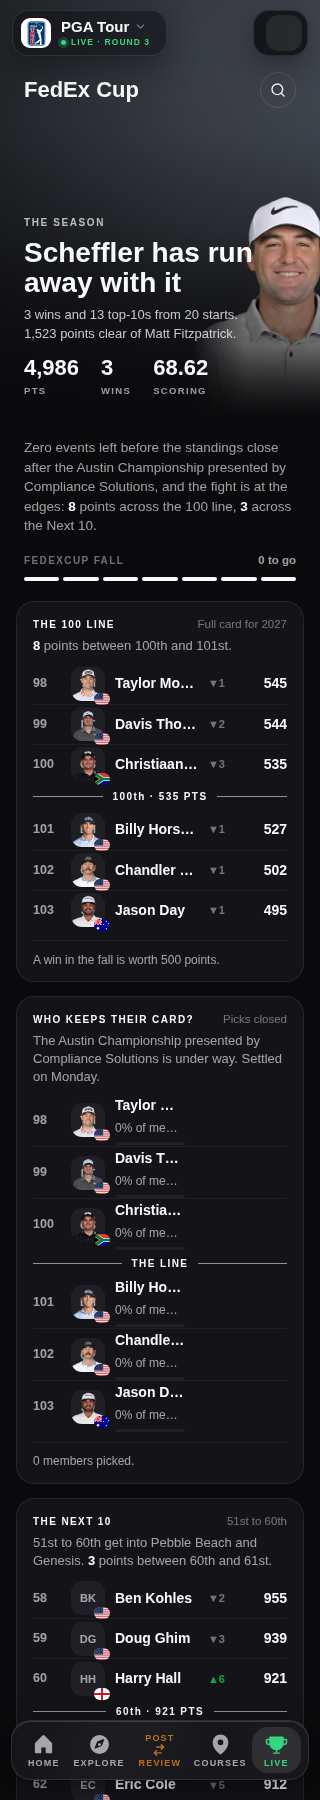 PGA Tour
LIVE · ROUND 3
FedEx Cup
THE SEASON
Scheffler has run
away with it
3 wins and 13 top-10s from 20 starts.
1,523 points clear of Matt Fitzpatrick.
4,986 3 68.62
PTS WINS SCORING
Zero events left before the standings close
after the Austin Championship presented by
Compliance Solutions, and the fight is at the
edges: 8 points across the 100 line, 3 across
the Next 10.
FEDEXCUP FALL 0 to go
THE 100 LINE Full card for 2027
8 points between 100th and 101st.
98 Taylor Mo... ▼1 545
99 Davis Tho... ▼2 544
100 Christiaan... ▼3 535
100th · 535 PTS
101 Billy Hors... ▼1 527
102 Chandler ... ▼1 502
103 Jason Day ▼1 495
A win in the fall is worth 500 points.
WHO KEEPS THEIR CARD? Picks closed
The Austin Championship presented by
Compliance Solutions is under way. Settled
on Monday.
98 Taylor ...
0% of me...
99 Davis T...
0% of me...
100 Christia...
0% of me...
THE LINE
101 Billy Ho...
0% of me...
102 Chandle...
0% of me...
103 Jason D...
0% of me...
0 members picked.
THE NEXT 10 51st to 60th
51st to 60th get into Pebble Beach and
Genesis. 3 points between 60th and 61st.
58 BK Ben Kohles ▼2 955
59 DG Doug Ghim ▼3 939
60 HH Harry Hall ▲6 921
60th · 921 PTS
HOME EXPLORE POST REVIEW COURSES LIVE
62 EC Eric Cole ▼5 912